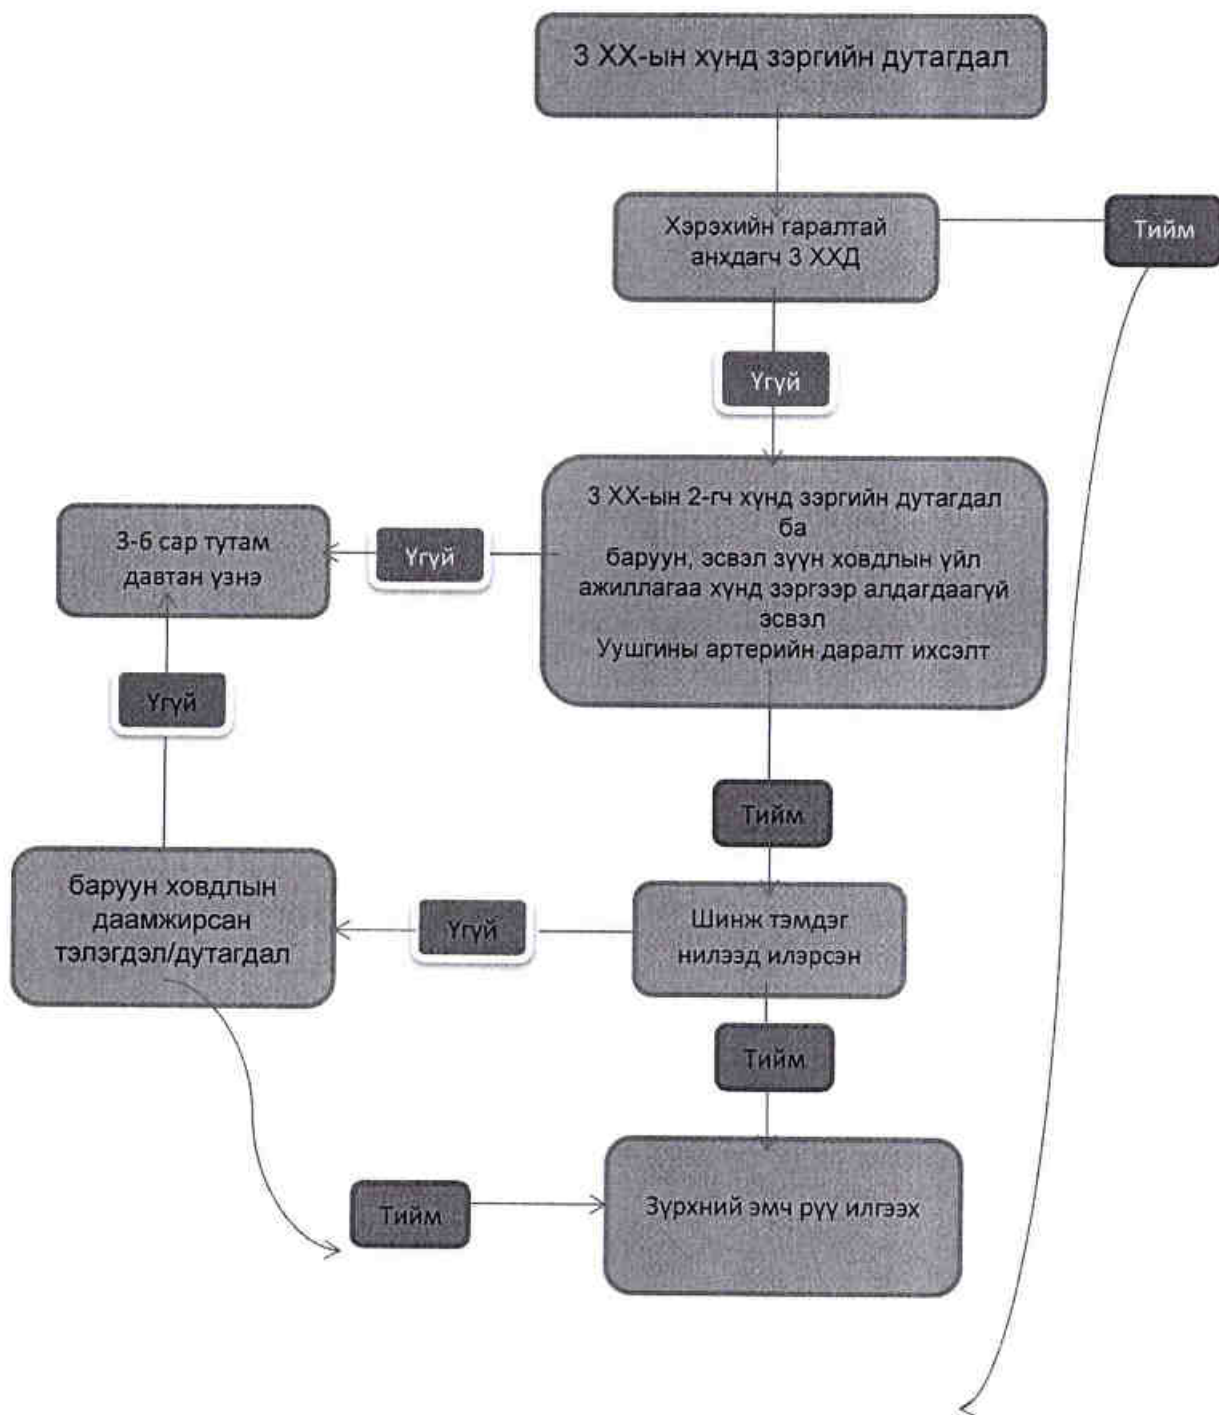 3 ХХ-ын хүнд зэргийн дутагдал
Хэрэхийн гаралтай
анхдагч 3 ХХД
Тийм
Үгүй
3 ХХ-ын 2-гч хүнд зэргийн дутагдал
ба
баруун, эсвэл зүүн ховдлын үйл
ажиллагаа хүнд зэргээр алдагдаагүй
эсвэл
Уушгины артерийн даралт ихсэлт
Үгүй
3-6 сар тутам
давтан үзнэ
Үгүй
Тийм
баруун ховдлын
даамжирсан
тэлэгдэл/дутагдал
Үгүй
Шинж тэмдэг
нилээд илэрсэн
Тийм
Тийм
Зүрхний эмч рүү илгээх